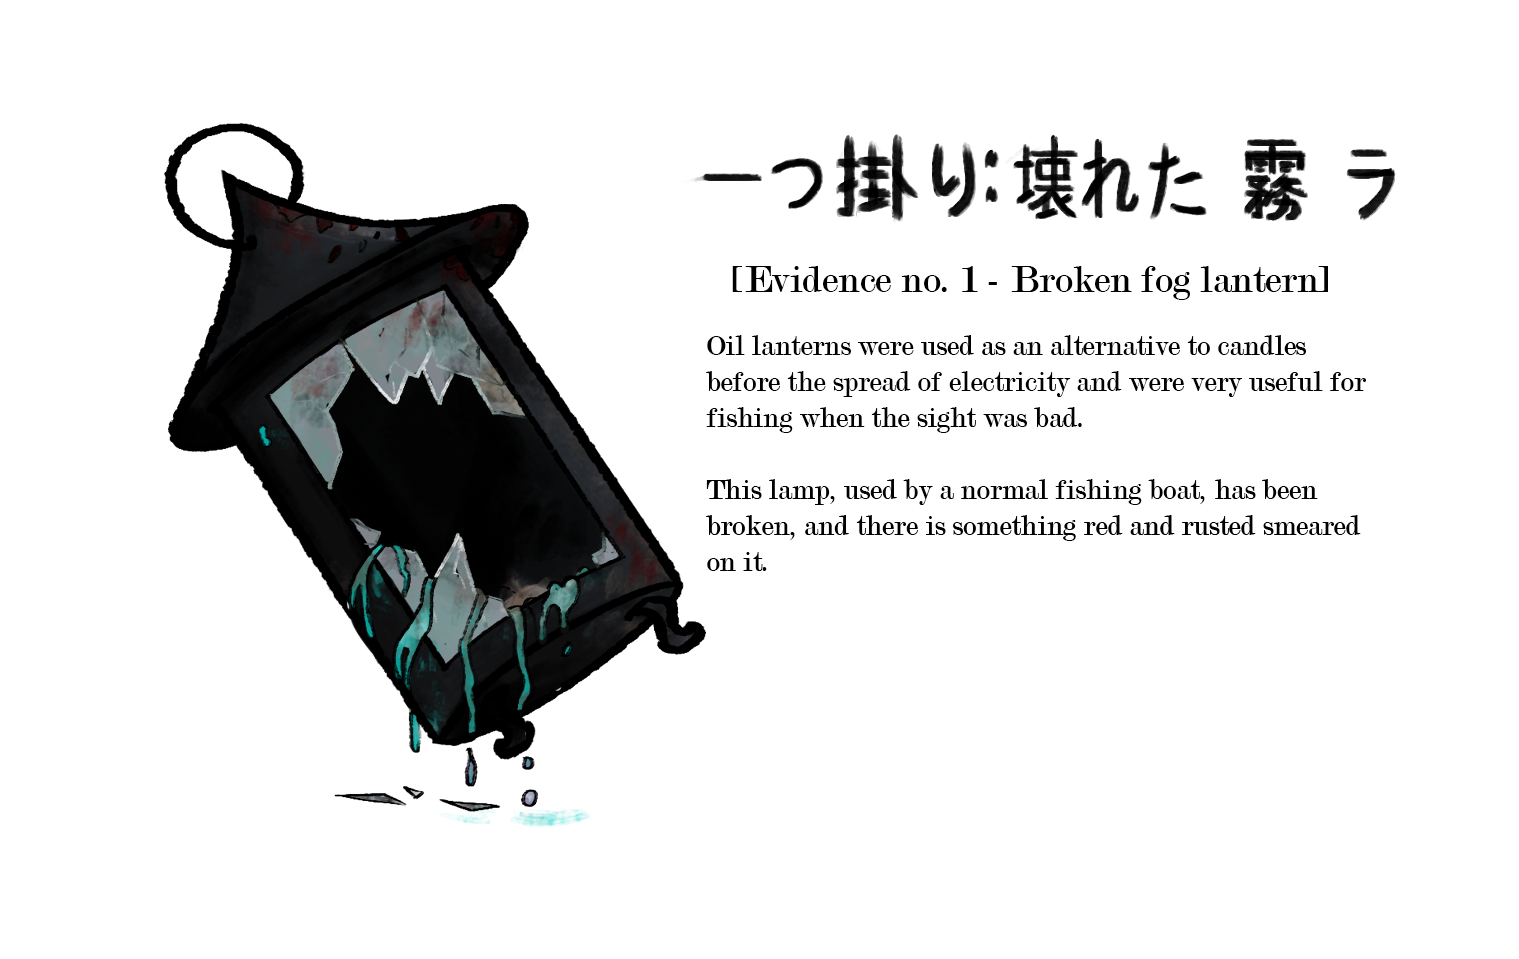 一つ掛り:壊れた 霧 ラ
[Evidence no. 1 - Broken fog lantern]
Oil lanterns were used as an alternative to candles
before the spread of electricity and were very useful for
fishing when the sight was bad.
This lamp, used by a normal fishing boat, has been
broken, and there is something red and rusted smeared
on it.